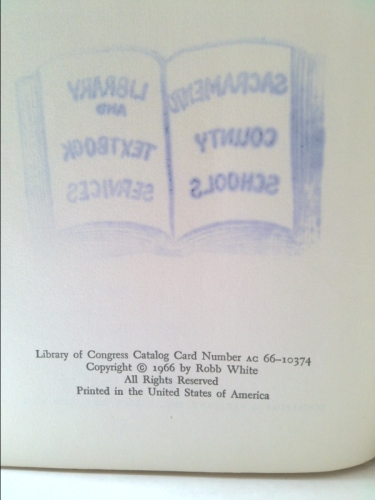 SACRAMENTO
COUNTY
SCHOOLS
LIBRARY
AND
TEXTBOOK
SERVICES
Library of Congress Catalog Card Number AC 66–10374
Copyright © 1966 by Robb White
All Rights Reserved
Printed in the United States of America